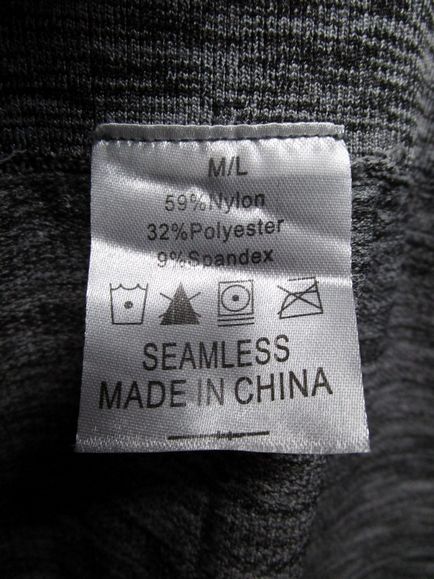 M/L
59%Nylon
32%Polyester
9%Spandex
SEAMLESS
MADE IN CHINA